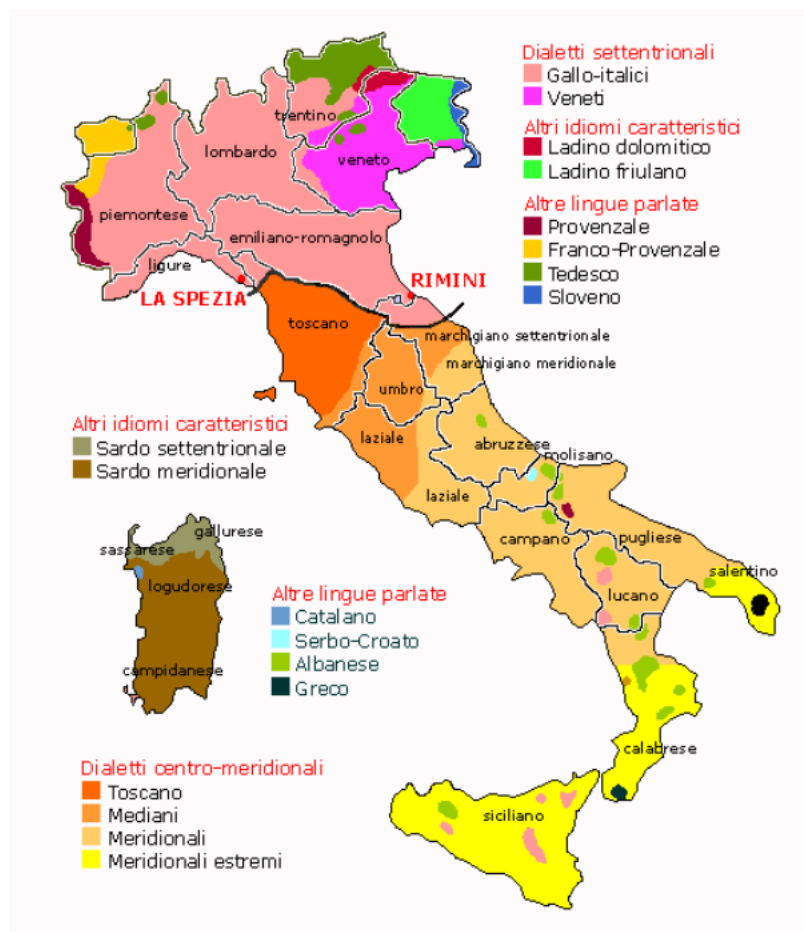 Dialetti settentrionali
Gallo-italici
Veneti
Altri idiomi caratteristici
Ladino dolomitico
Ladino friulano
Altre lingue parlate
Provenzale
Franco-Provenzale
Tedesco
Sloveno
trentino
lombardo
veneto
piemontese
emiliano-romagnolo
ligure
LA SPEZIA
RIMINI
toscano
marchigiano settentrionale
marchigiano meridionale
umbro
Altri idiomi caratteristici
Sardo settentrionale
Sardo meridionale
laziale
abruzzese
molisano
laziale
campano
pugliese
salentino
lucano
gallurese
sassarese
logudorese
campidanese
Altre lingue parlate
Catalano
Serbo-Croato
Albanese
Greco
calabrese
siciliano
Dialetti centro-meridionali
Toscano
Mediani
Meridionali
Meridionali estremi